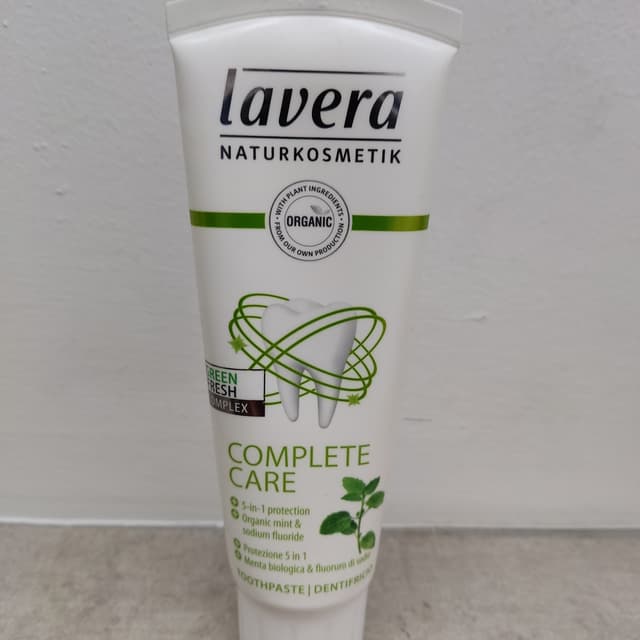 lavera
NATURKOSMETIK
• WITH PLANT INGREDIENTS •
ORGANIC
FROM OUR OWN PRODUCTION
GREEN
FRESH
COMPLEX
COMPLETE
CARE
5-in-1 protection
Organic mint &
sodium fluoride
Protezione 5 in 1
Menta biologica & fluoruro di sodio
TOOTHPASTE | DENTIFRICIO